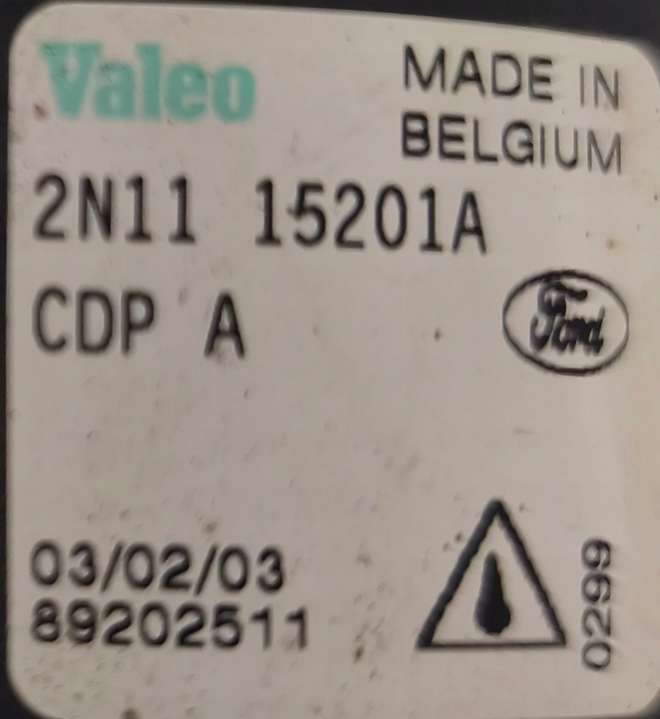 Valeo
MADE IN
BELGIUM
2N11 15201A
CDP A
Ford
03/02/03
89202511
0299